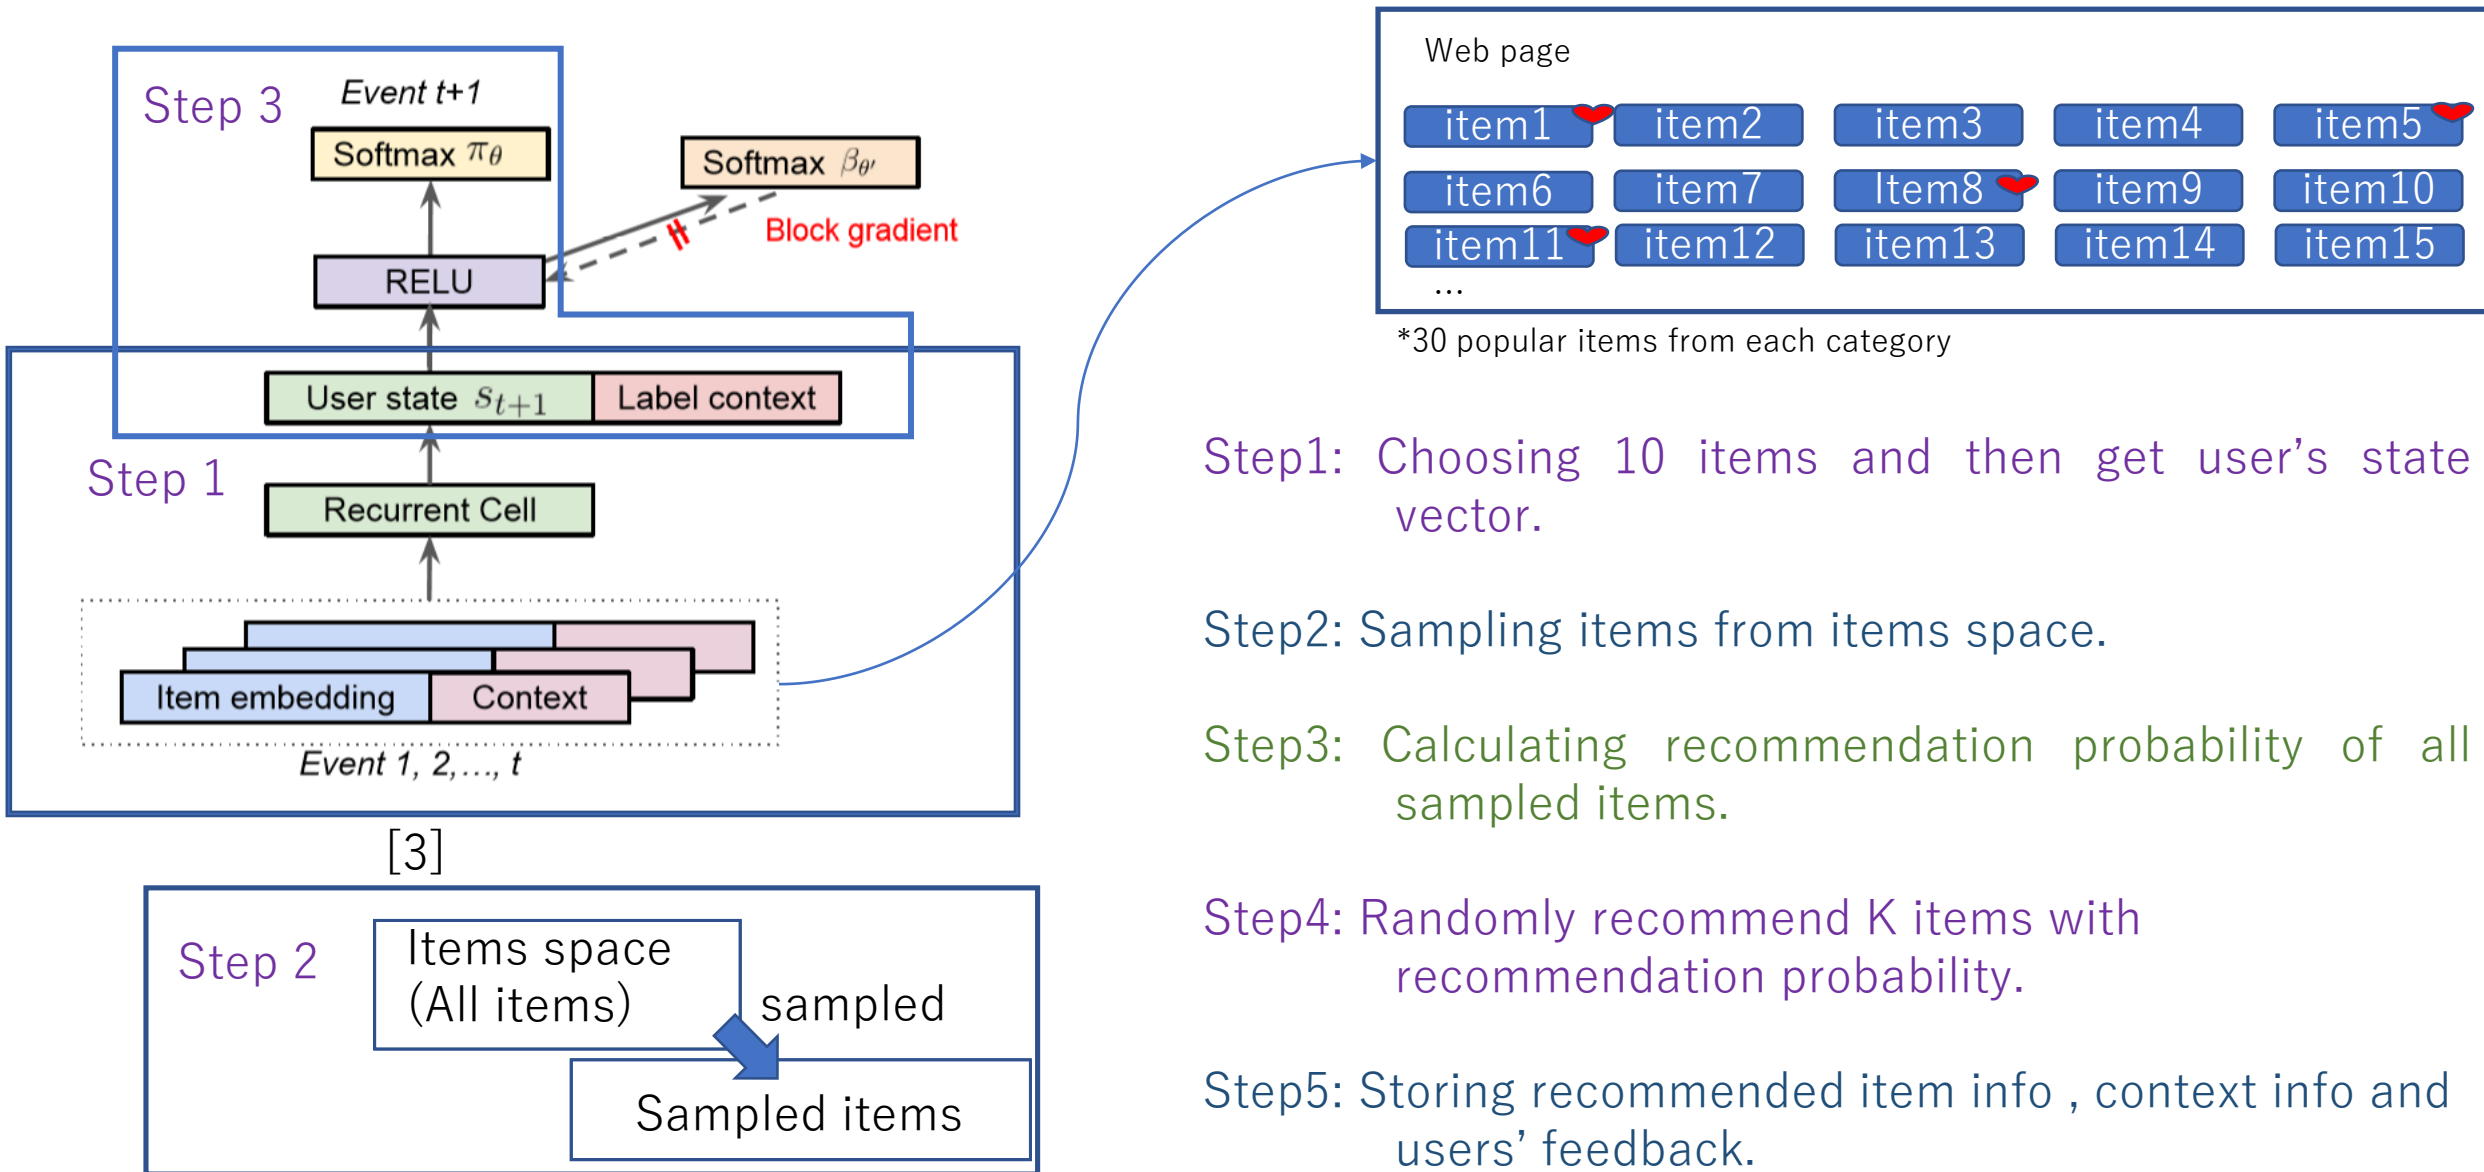 Step 3
Event t+1
Softmax πθ
Softmax βθ′
Block gradient
RELU
User state st+1
Label context
Step 1
Recurrent Cell
Item embedding
Context
Event 1, 2,..., t
[3]
Step 2
Items space
(All items)
sampled
Sampled items
Web page
item1 item2 item3 item4 item5
item6 item7 Item8 item9 item10
item11 item12 item13 item14 item15
...
*30 popular items from each category
Step1: Choosing 10 items and then get user’s state
vector.
Step2: Sampling items from items space.
Step3: Calculating recommendation probability of all
sampled items.
Step4: Randomly recommend K items with
recommendation probability.
Step5: Storing recommended item info , context info and
users’ feedback.